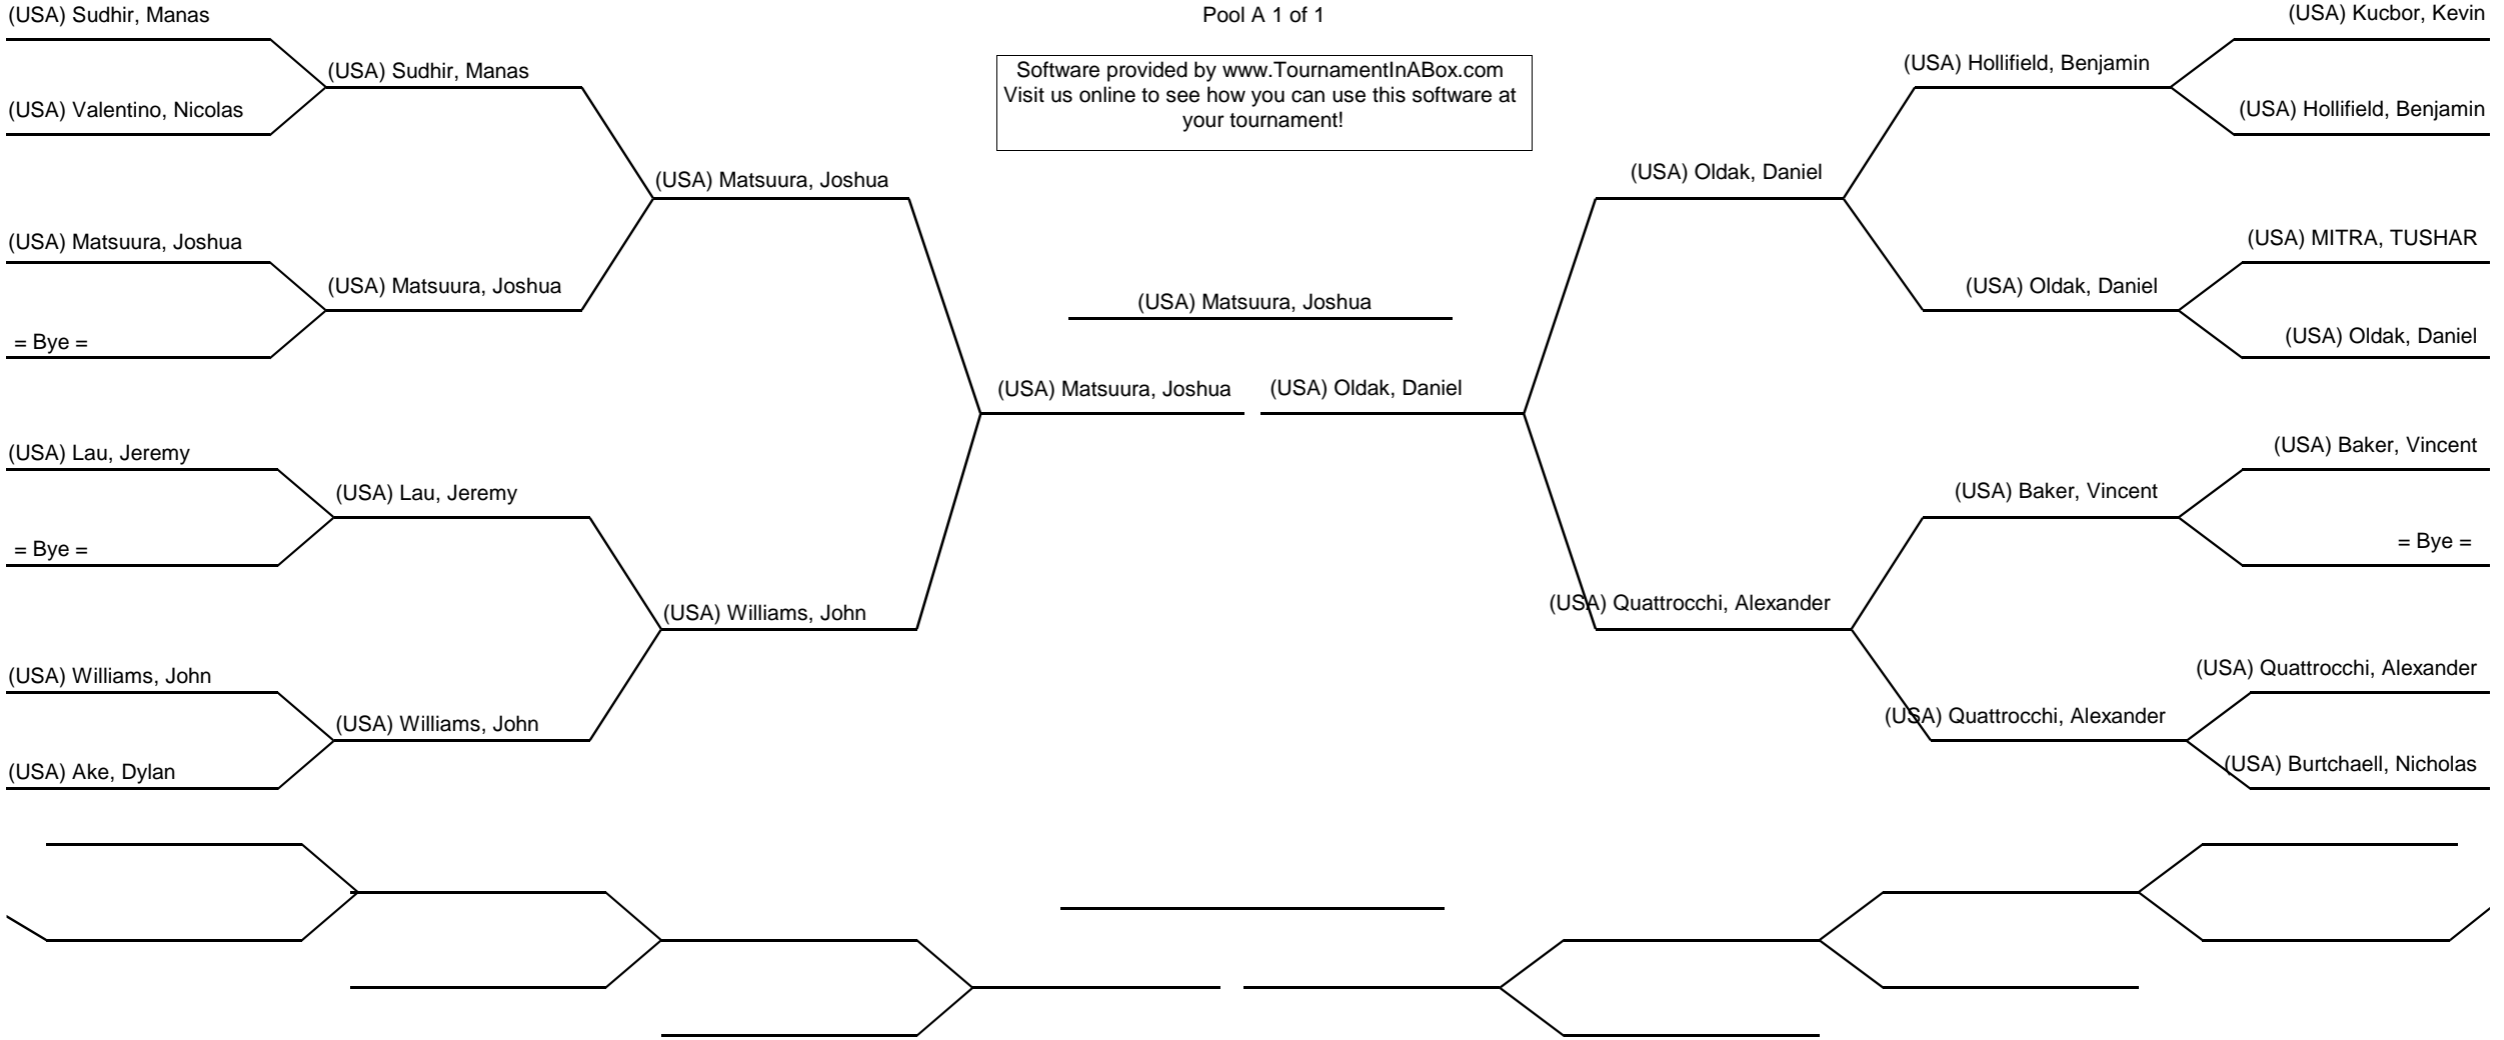 (USA) Sudhir, Manas
(USA) Valentino, Nicolas
(USA) Matsuura, Joshua
= Bye =
(USA) Lau, Jeremy
= Bye =
(USA) Williams, John
(USA) Ake, Dylan
(USA) Sudhir, Manas
(USA) Matsuura, Joshua
(USA) Lau, Jeremy
(USA) Williams, John
(USA) Matsuura, Joshua
(USA) Williams, John
Pool A 1 of 1
Software provided by www.TournamentInABox.com
Visit us online to see how you can use this software at
your tournament!
(USA) Matsuura, Joshua
(USA) Matsuura, Joshua
(USA) Oldak, Daniel
(USA) Oldak, Daniel
(USA) Quattrocchi, Alexander
(USA) Hollifield, Benjamin
(USA) Oldak, Daniel
(USA) Baker, Vincent
(USA) Quattrocchi, Alexander
(USA) Kucbor, Kevin
(USA) Hollifield, Benjamin
(USA) MITRA, TUSHAR
(USA) Oldak, Daniel
(USA) Baker, Vincent
= Bye =
(USA) Quattrocchi, Alexander
(USA) Burtchaell, Nicholas